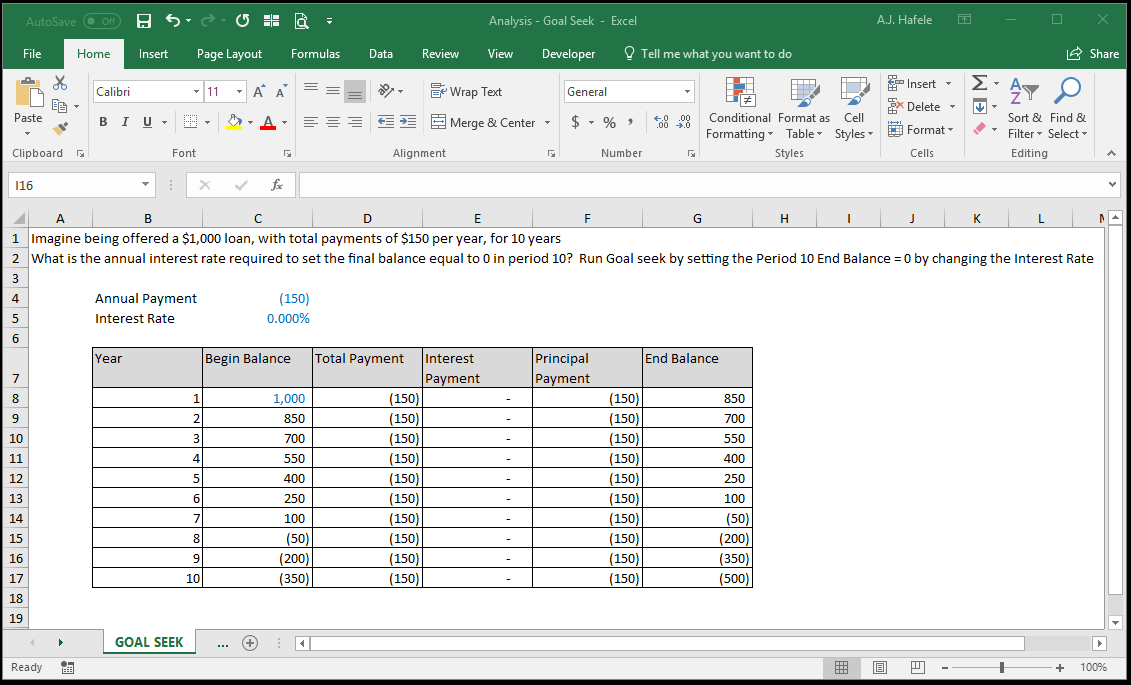 AutoSave Off Analysis - Goal Seek - Excel A.J. Hafele
File Home Insert Page Layout Formulas Data Review View Developer Tell me what you want to do Share
Calibri 11 A A Wrap Text General
Paste B I U A Merge & Center $ % , .0 .00 .00 .0
Conditional Formatting Format as Table Cell Styles
Insert
Delete
Format
Sort & Filter Find & Select
Clipboard Font Alignment Number Styles Cells Editing
I16 fx
A B C D E F G H I J K L
1 Imagine being offered a $1,000 loan, with total payments of $150 per year, for 10 years
2 What is the annual interest rate required to set the final balance equal to 0 in period 10? Run Goal seek by setting the Period 10 End Balance = 0 by changing the Interest Rate
3
4 Annual Payment (150)
5 Interest Rate 0.000%
6
7 Year Begin Balance Total Payment Interest Payment Principal Payment End Balance
8 1 1,000 (150) - (150) 850
9 2 850 (150) - (150) 700
10 3 700 (150) - (150) 550
11 4 550 (150) - (150) 400
12 5 400 (150) - (150) 250
13 6 250 (150) - (150) 100
14 7 100 (150) - (150) (50)
15 8 (50) (150) - (150) (200)
16 9 (200) (150) - (150) (350)
17 10 (350) (150) - (150) (500)
18
19
GOAL SEEK ...
Ready 100%